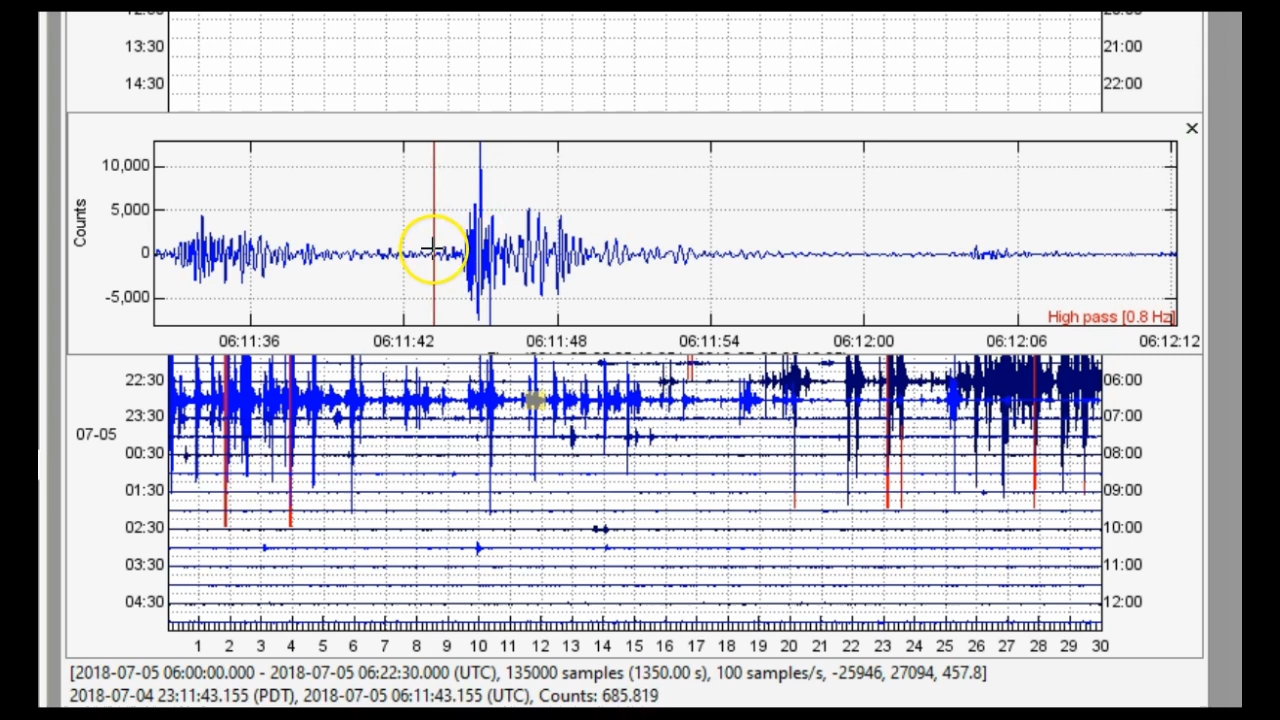 13:30 21:00
14:30 22:00
10,000
5,000
Counts
0
-5,000
High pass [0.8 Hz]
06:11:36 06:11:42 06:11:48 06:11:54 06:12:00 06:12:06 06:12:12
22:30 06:00
23:30 07:00
07-05
00:30 08:00
01:30 09:00
02:30 10:00
03:30 11:00
04:30 12:00
1 2 3 4 5 6 7 8 9 10 11 12 13 14 15 16 17 18 19 20 21 22 23 24 25 26 27 28 29 30
[2018-07-05 06:00:00.000 - 2018-07-05 06:22:30.000 (UTC), 135000 samples (1350.00 s), 100 samples/s, -25946, 27094, 457.8]
2018-07-04 23:11:43.155 (PDT), 2018-07-05 06:11:43.155 (UTC), Counts: 685.819